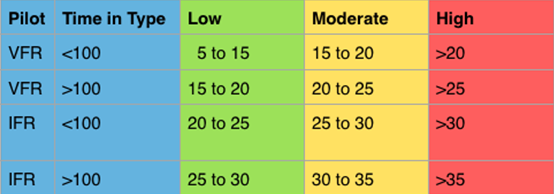 Pilot Time in Type Low Moderate High
VFR <100 5 to 15 15 to 20 >20
VFR >100 15 to 20 20 to 25 >25
IFR <100 20 to 25 25 to 30 >30
IFR >100 25 to 30 30 to 35 >35